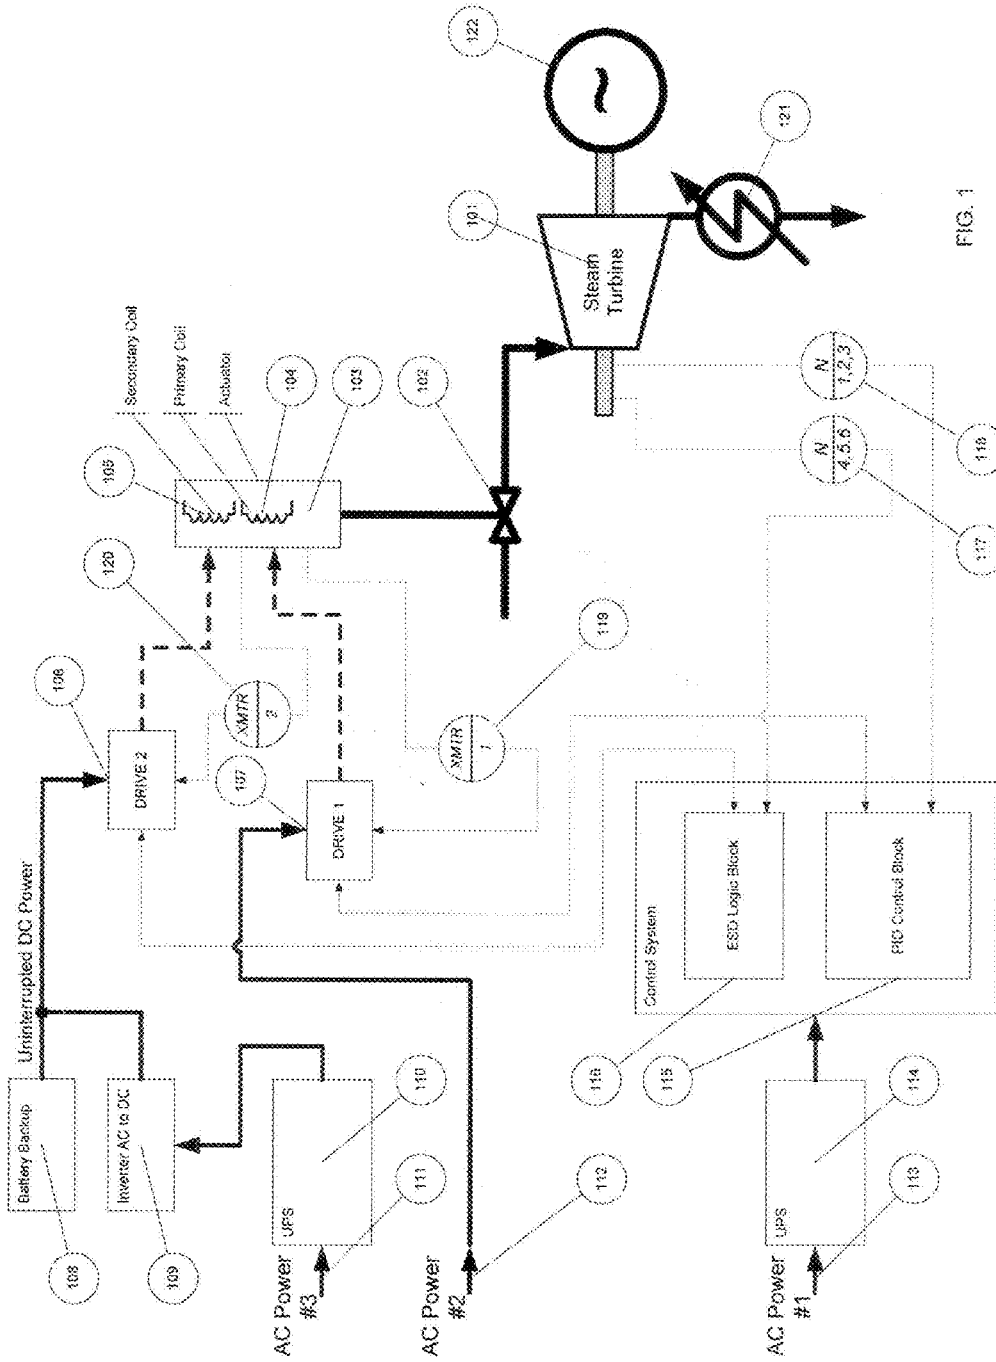 Battery Backup
Uninterrupted DC Power
108
106
Inverter AC to DC
DRIVE 2
120
105
Secondary Coil
109
Primary Coil
107
XMTR
2
Actuator
104
AC Power
#3
UPS
110
DRIVE 1
103
111
AC Power
#2
102
112
XMTR
1
119
101
122
Steam
Turbine
116
Control System
ESD Logic Block
115
AC Power
#1
UPS
114
PID Control Block
N
4,5,6
N
1,2,3
121
113
117
118
FIG. 1